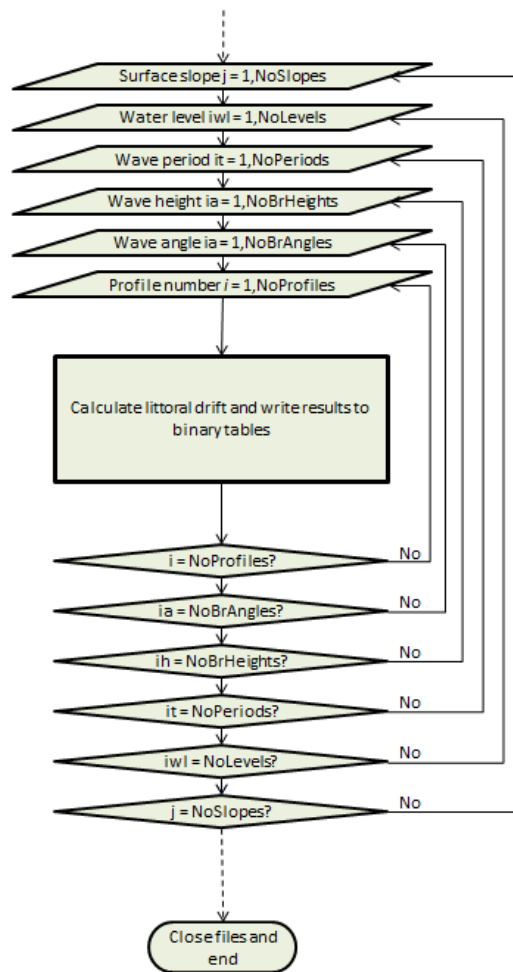 Surface slope j = 1,NoSlopes
Water level iwl = 1,NoLevels
Wave period it = 1,NoPeriods
Wave height ia = 1,NoBrHeights
Wave angle ia = 1,NoBrAngles
Profile number i = 1,NoProfiles
Calculate littoral drift and write results to
binary tables
No
i = NoProfiles?
No
ia = NoBrAngles?
No
ih = NoBrHeights?
No
it = NoPeriods?
No
iwl = NoLevels?
No
j = NoSlopes?
Close files and
end